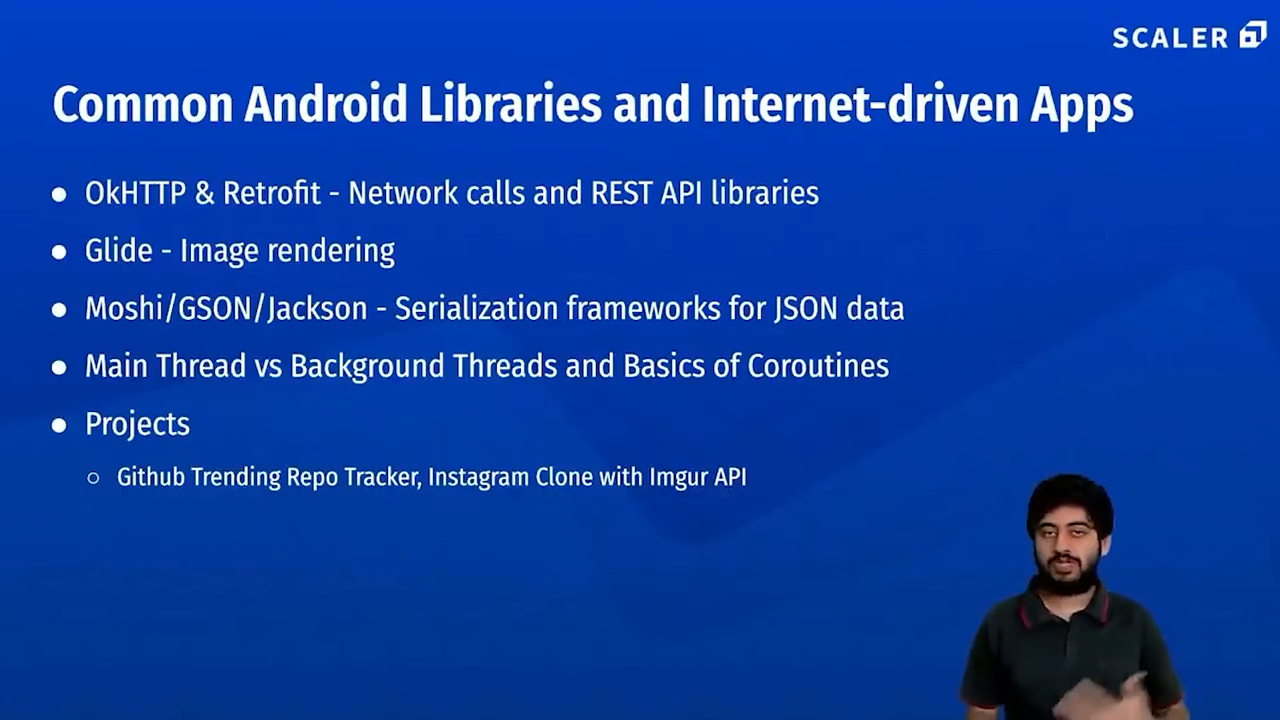 SCALER
Common Android Libraries and Internet-driven Apps
● OkHTTP & Retrofit - Network calls and REST API libraries
● Glide - Image rendering
● Moshi/GSON/Jackson - Serialization frameworks for JSON data
● Main Thread vs Background Threads and Basics of Coroutines
● Projects
○ Github Trending Repo Tracker, Instagram Clone with Imgur API